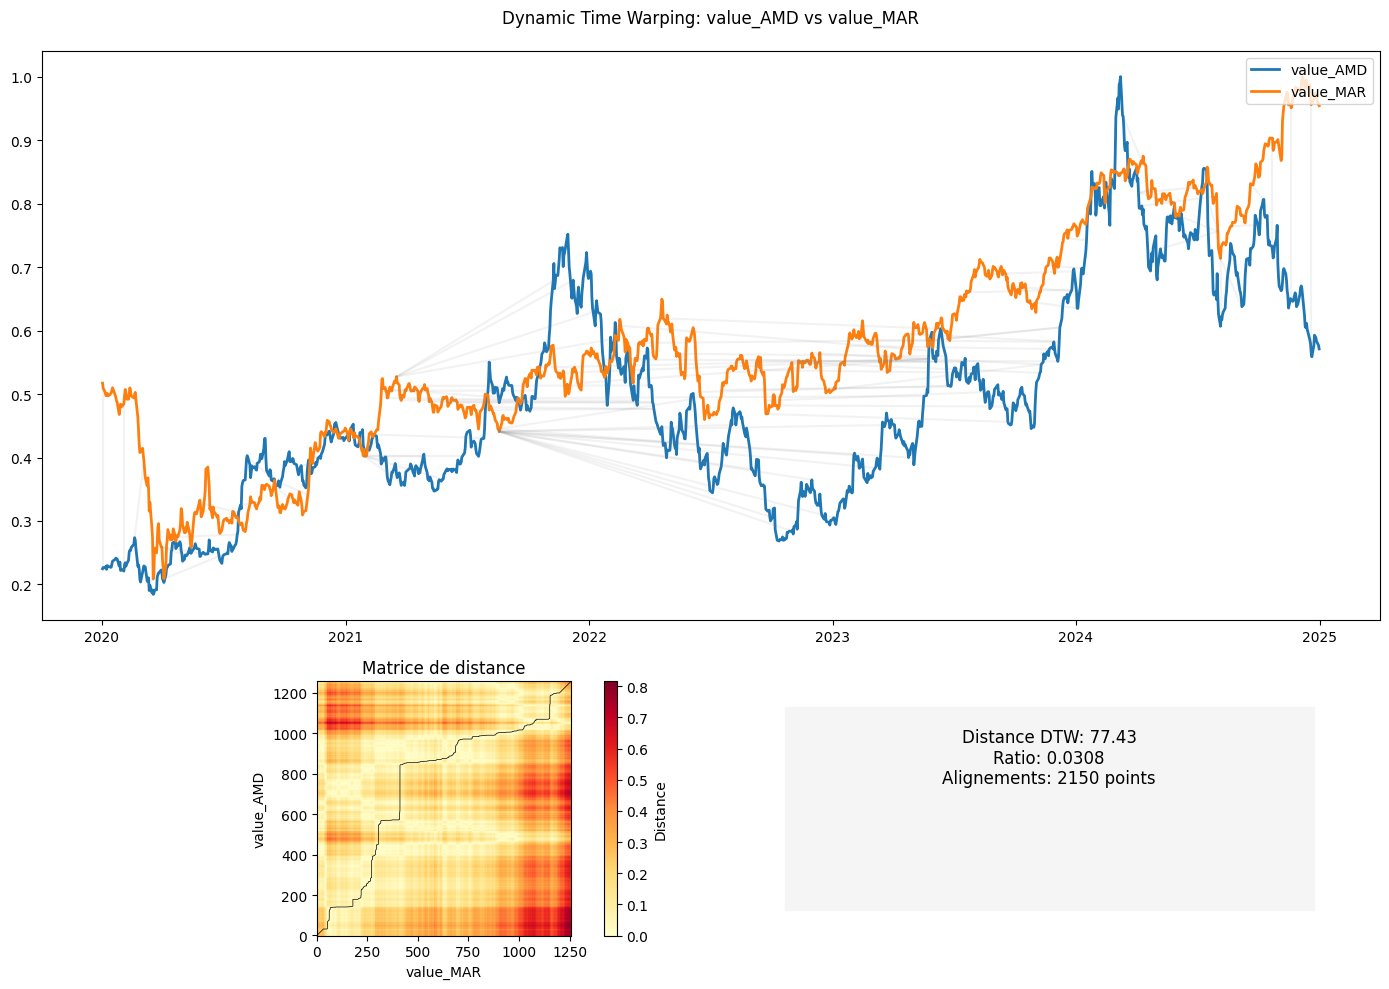 Dynamic Time Warping: value_AMD vs value_MAR
value_AMD
value_MAR
1.0
0.9
0.8
0.7
0.6
0.5
0.4
0.3
0.2
2020 2021 2022 2023 2024 2025
Matrice de distance
value_AMD
1200
1000
800
600
400
200
0
0 250 500 750 1000 1250
value_MAR
0.8
0.7
0.6
0.5
0.4
0.3
0.2
0.1
0.0
Distance
Distance DTW: 77.43
Ratio: 0.0308
Alignements: 2150 points